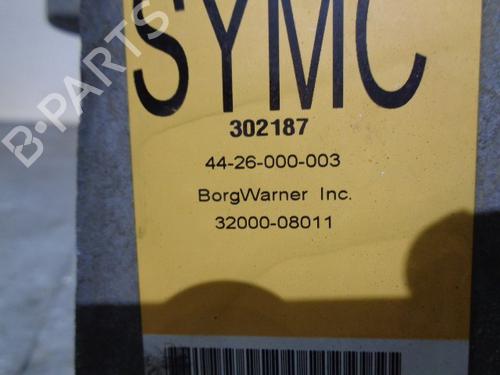 SYMC
302187
44-26-000-003
BorgWarner Inc.
32000-08011
B-PARTS